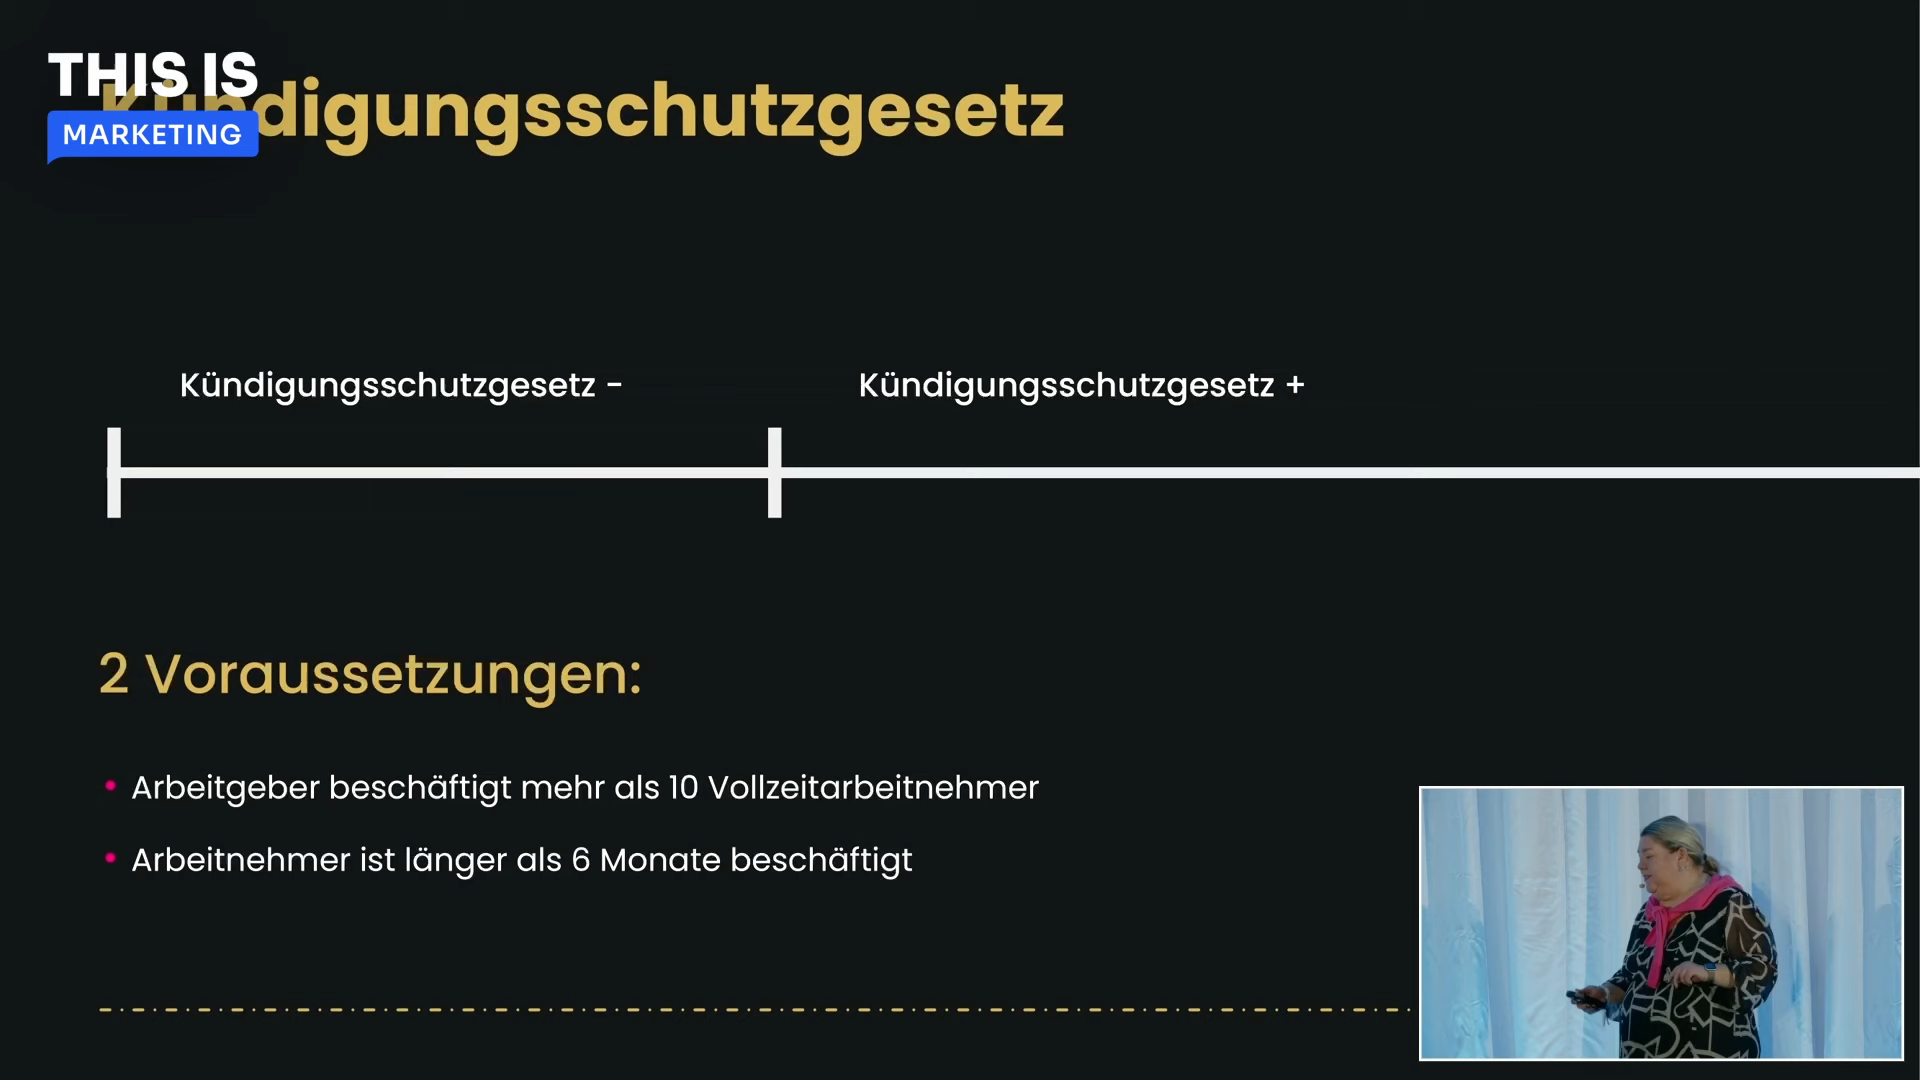 THIS IS
MARKETING
Kündigungsschutzgesetz
Kündigungsschutzgesetz -
Kündigungsschutzgesetz +
2 Voraussetzungen:
• Arbeitgeber beschäftigt mehr als 10 Vollzeitarbeitnehmer
• Arbeitnehmer ist länger als 6 Monate beschäftigt